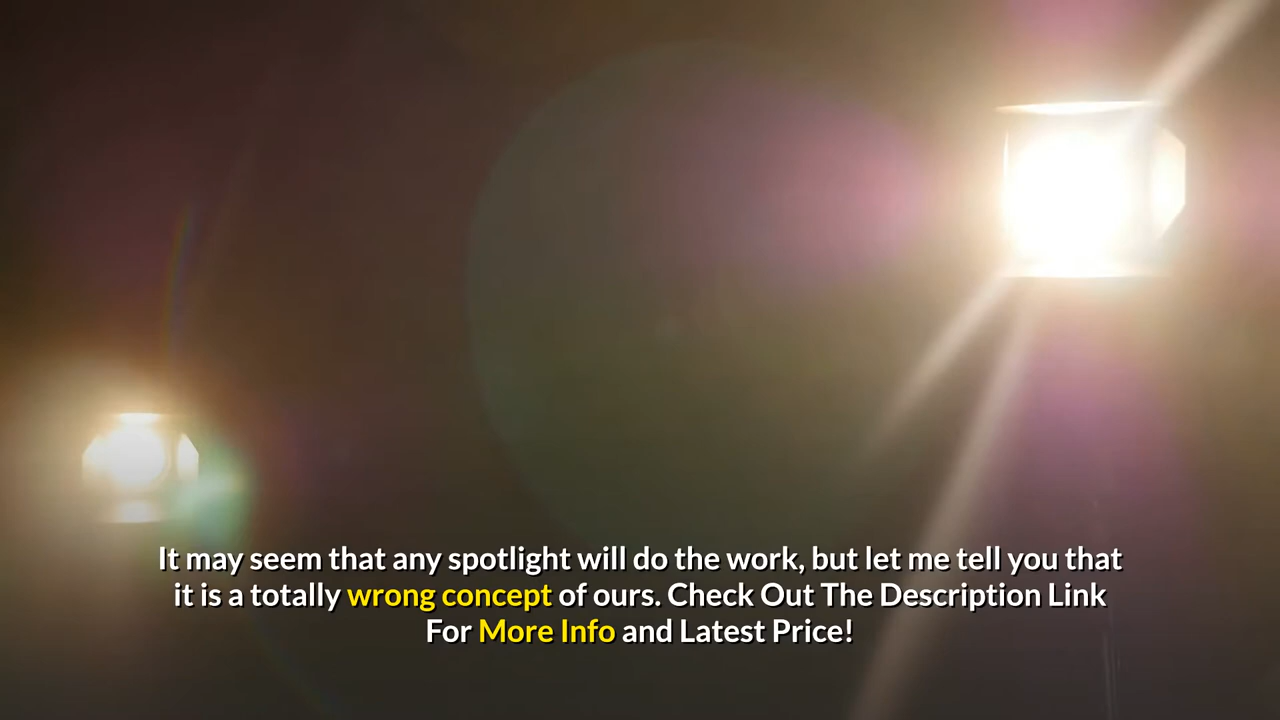 It may seem that any spotlight will do the work, but let me tell you that
it is a totally wrong concept of ours. Check Out The Description Link
For More Info and Latest Price!